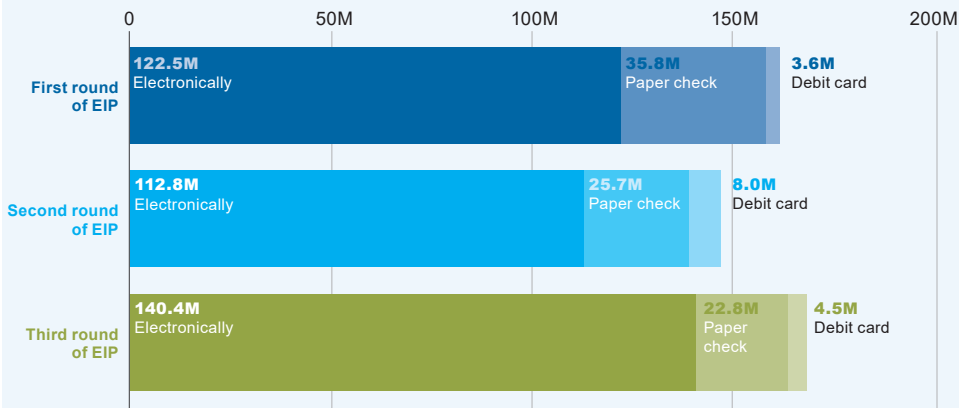 0 50M 100M 150M 200M
First round
of EIP
122.5M
Electronically
35.8M
Paper check
3.6M
Debit card
Second round
of EIP
112.8M
Electronically
25.7M
Paper check
8.0M
Debit card
Third round
of EIP
140.4M
Electronically
22.8M
Paper
check
4.5M
Debit card